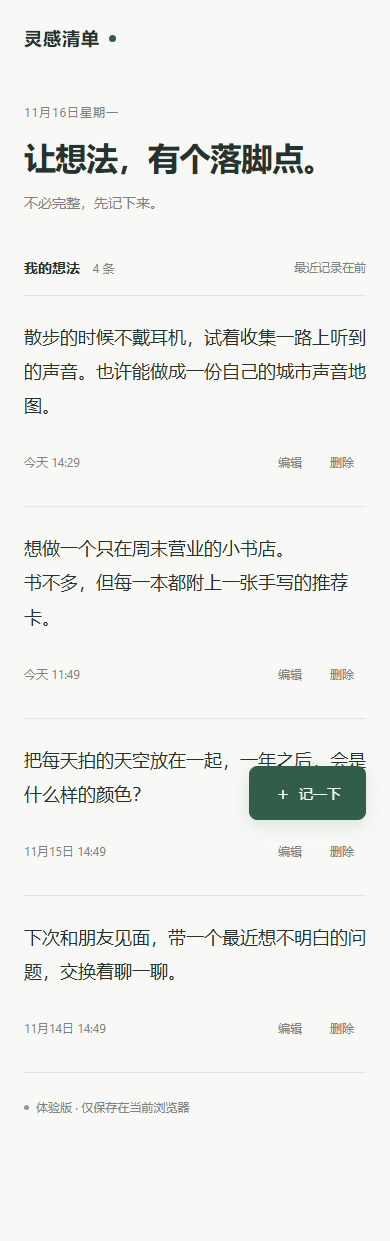 灵感清单
11月16日星期一
让想法，有个落脚点。
不必完整，先记下来。
我的想法 4 条 最近记录在前
散步的时候不戴耳机，试着收集一路上听到
的声音。也许能做成一份自己的城市声音地
图。
今天 14:29 编辑 删除
想做一个只在周末营业的小书店。
书不多，但每一本都附上一张手写的推荐
卡。
今天 11:49 编辑 删除
把每天拍的天空放在一起，一年之后，会是
什么样的颜色？
+ 记一下
11月15日 14:49 编辑 删除
下次和朋友见面，带一个最近想不明白的问
题，交换着聊一聊。
11月14日 14:49 编辑 删除
体验版 · 仅保存在当前浏览器